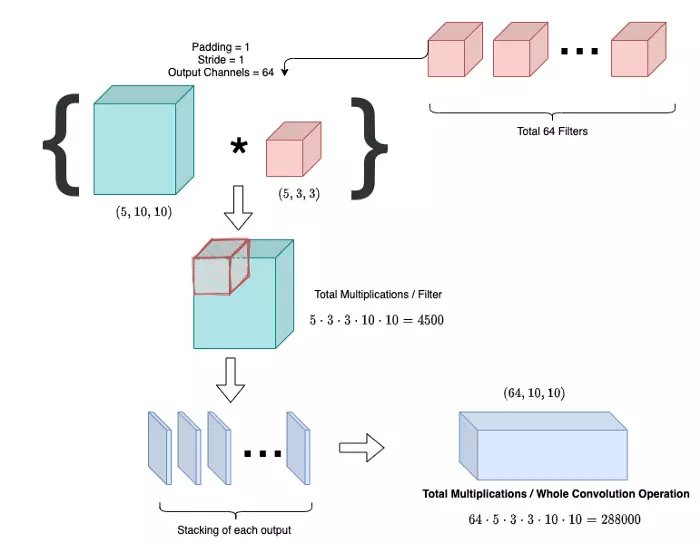 Padding = 1
Stride = 1
Output Channels = 64
Total 64 Filters
*
(5, 3, 3)
(5, 10, 10)
Total Multiplications / Filter
5 · 3 · 3 · 10 · 10 = 4500
(64, 10, 10)
Total Multiplications / Whole Convolution Operation
64 · 5 · 3 · 3 · 10 · 10 = 288000
Stacking of each output